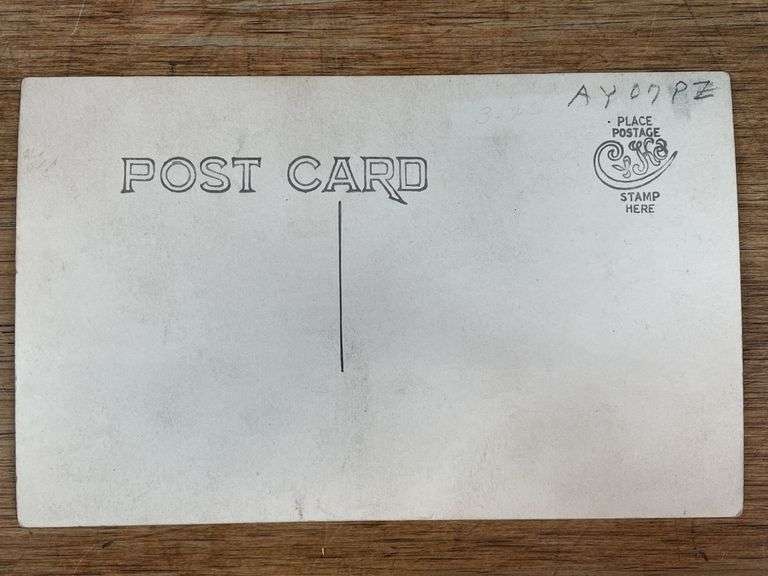 AY07PZ
PLACE
POSTAGE
POST CARD
STAMP
HERE